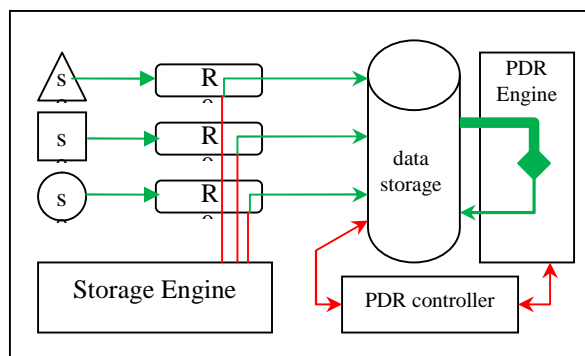 s
R
PDR
Engine
s
R
data
storage
s
R
Storage Engine
PDR controller